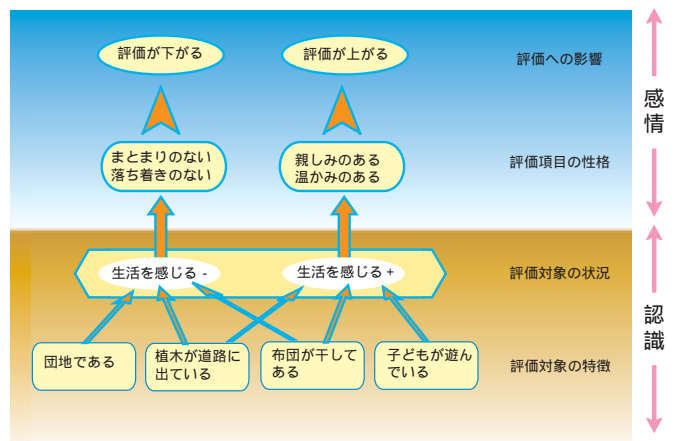 評価が下がる
評価が上がる
評価への影響
まとまりのない
落ち着きのない
親しみのある
温かみのある
評価項目の性格
感情
生活を感じる -
生活を感じる +
評価対象の状況
団地である
植木が道路に
出ている
布団が干して
ある
子どもが遊ん
でいる
評価対象の特徴
認識